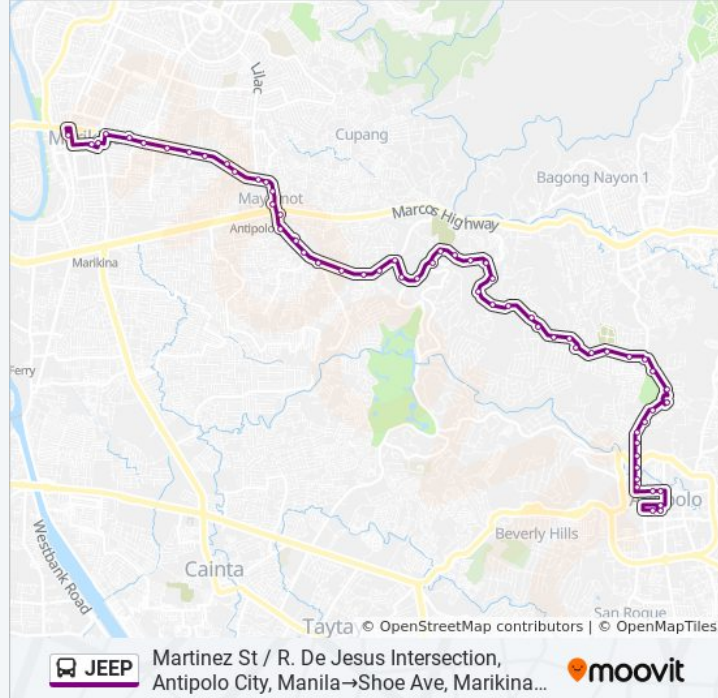 Lilac
Cupang
Bagong Nayon 1
Marcos Highway
Antipolo
Marikina
Ferry
Beverly Hills
Westbank Road
Cainta
San Roque
Tayta
© OpenStreetMap contributors | © OpenMapTiles
JEEP
Martinez St / R. De Jesus Intersection,
Antipolo City, Manila→Shoe Ave, Marikina...
moovit